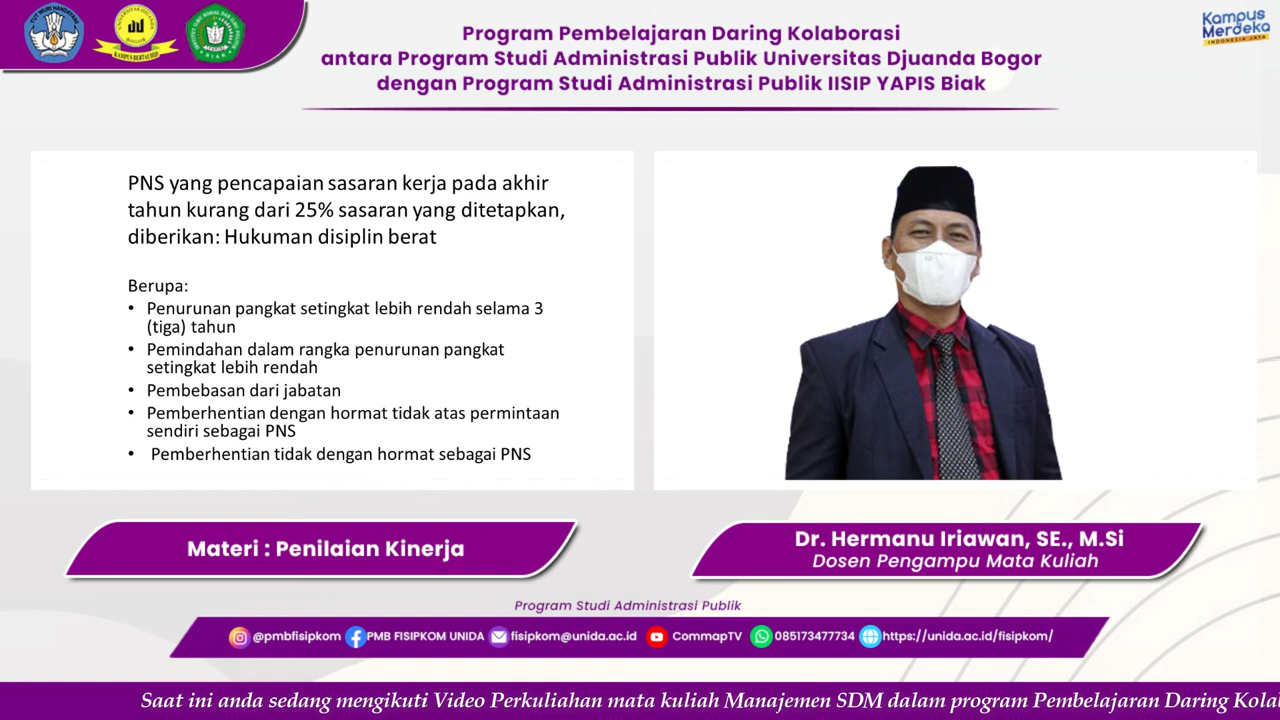 TUT WURI HANDAYANI
Kampus
Merdeka
INDONESIA JAYA
Program Pembelajaran Daring Kolaborasi
antara Program Studi Administrasi Publik Universitas Djuanda Bogor
dengan Program Studi Administrasi Publik IISIP YAPIS Biak
PNS yang pencapaian sasaran kerja pada akhir
tahun kurang dari 25% sasaran yang ditetapkan,
diberikan: Hukuman disiplin berat
Berupa:
• Penurunan pangkat setingkat lebih rendah selama 3
(tiga) tahun
• Pemindahan dalam rangka penurunan pangkat
setingkat lebih rendah
• Pembebasan dari jabatan
• Pemberhentian dengan hormat tidak atas permintaan
sendiri sebagai PNS
• Pemberhentian tidak dengan hormat sebagai PNS
Materi : Penilaian Kinerja
Dr. Hermanu Iriawan, SE., M.Si
Dosen Pengampu Mata Kuliah
Program Studi Administrasi Publik
@pmbfisipkom PMB FISIPKOM UNIDA fisipkom@unida.ac.id CommapTV 085173477734 https://unida.ac.id/fisipkom/
Saat ini anda sedang mengikuti Video Perkuliahan mata kuliah Manajemen SDM dalam program Pembelajaran Daring Kola